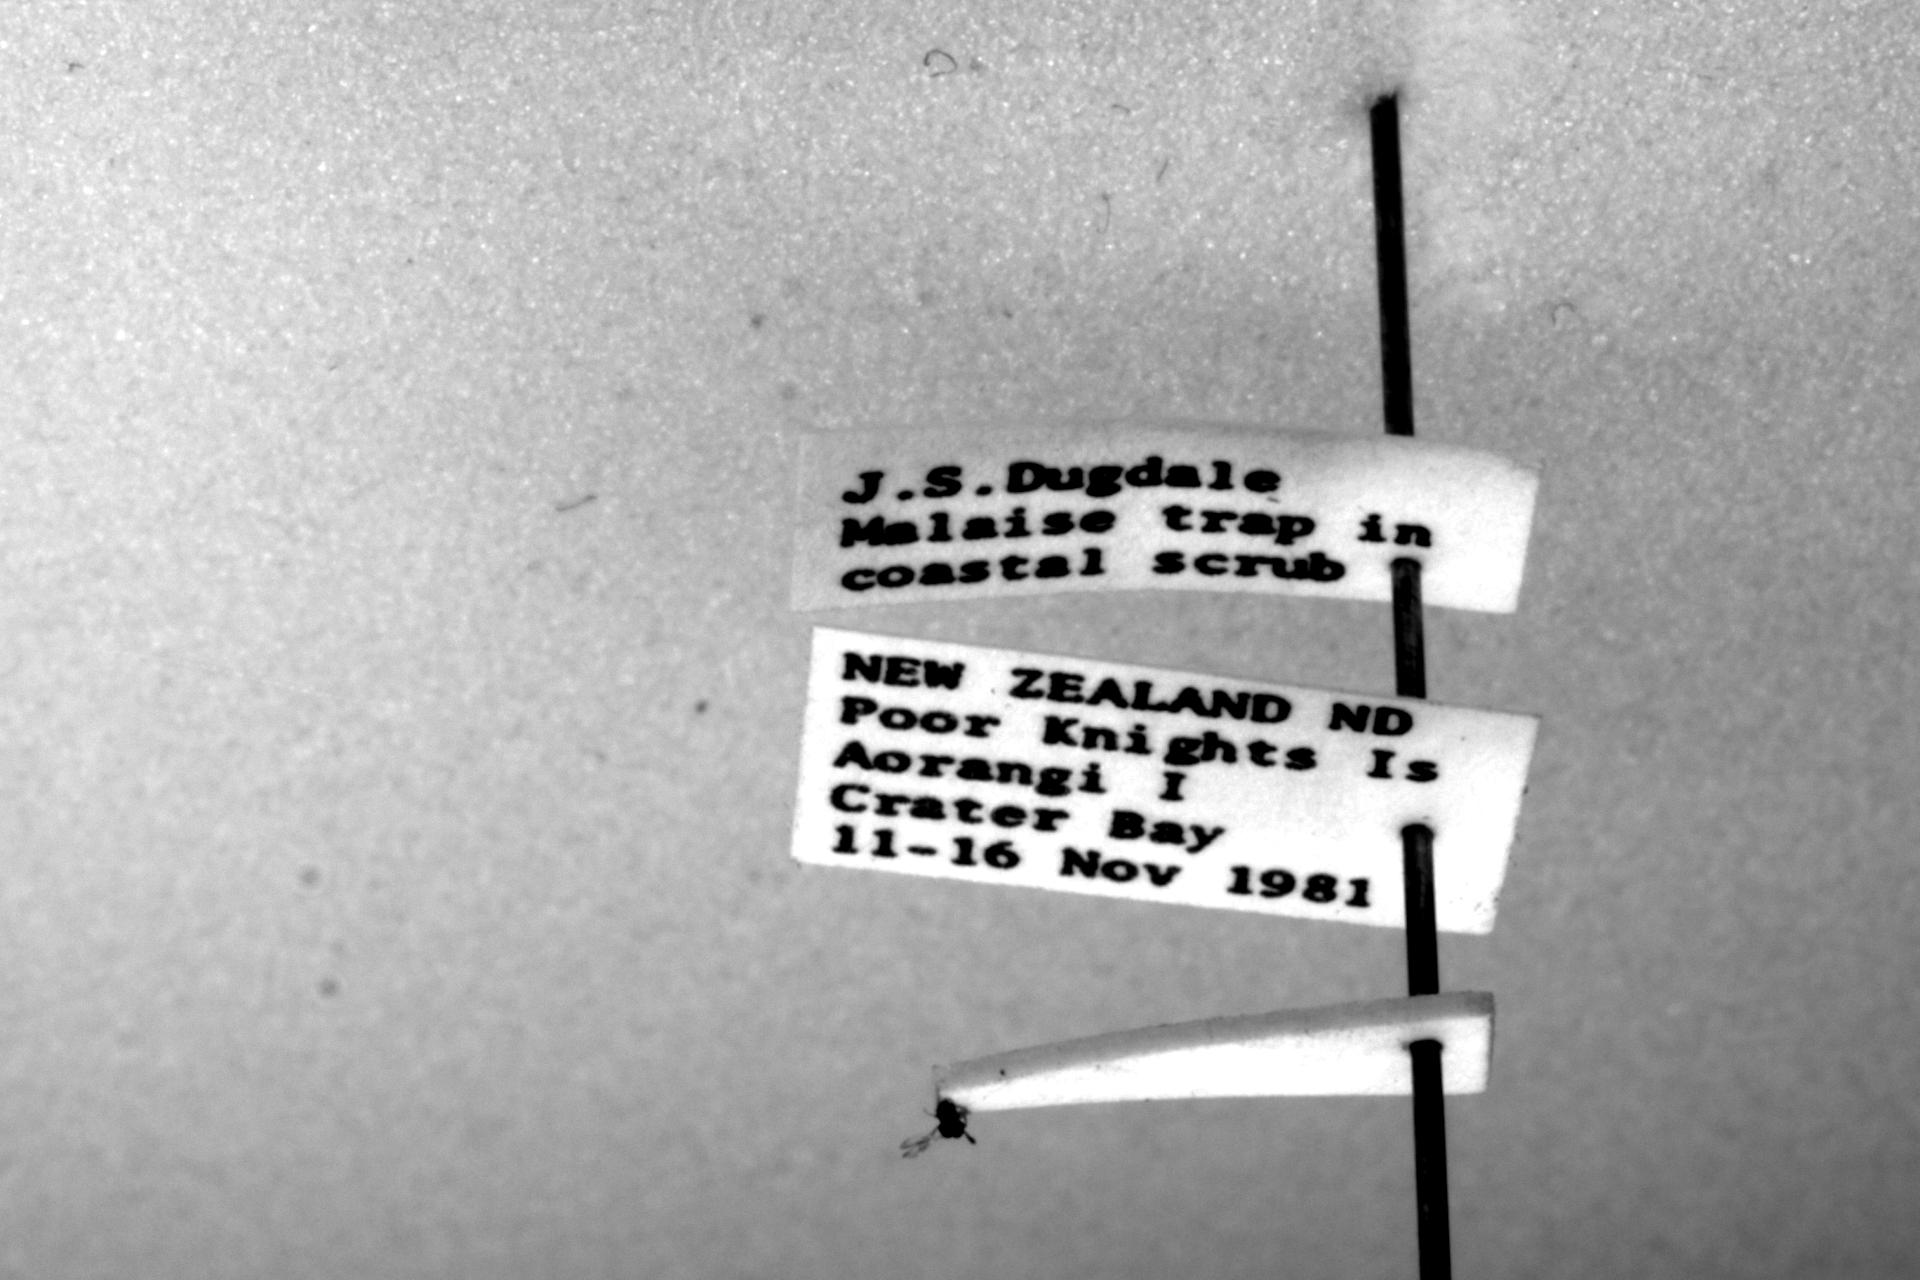 J.S.Dugdale
Malaise trap in
coastal scrub
NEW ZEALAND ND
Poor Knights Is
Aorangi I
Crater Bay
11-16 Nov 1981